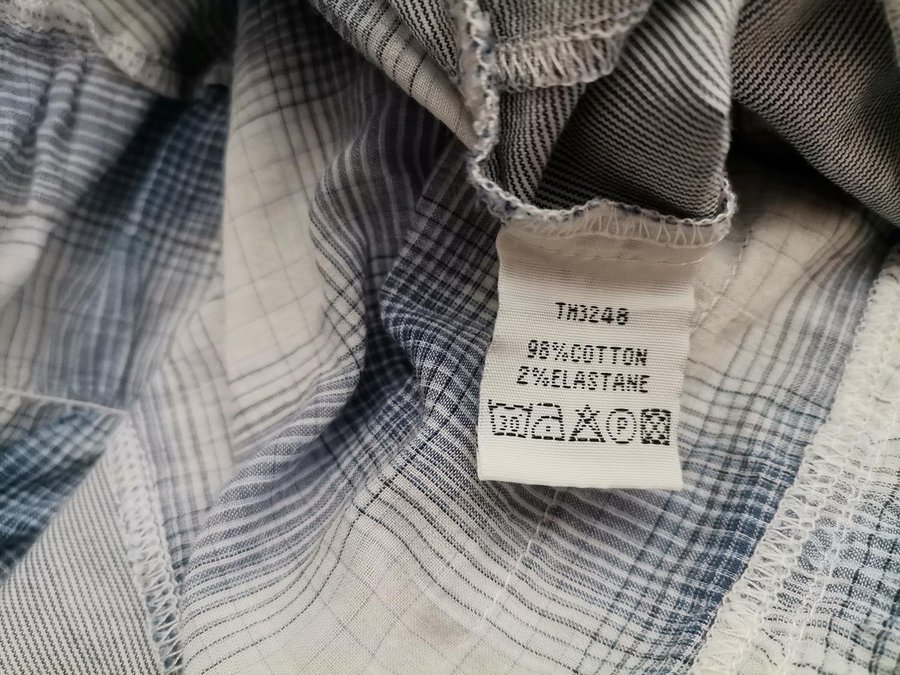 TM3248
98%COTTON
2%ELASTANE
P